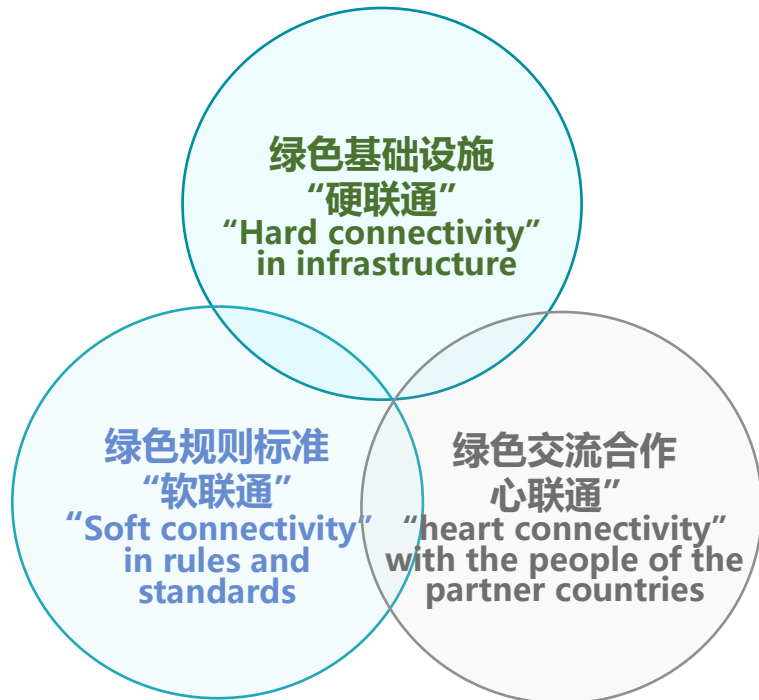 绿色基础设施
“硬联通”
“Hard connectivity”
in infrastructure
绿色规则标准
“软联通”
“Soft connectivity”
in rules and
standards
绿色交流合作
心联通”
“heart connectivity”
with the people of the
partner countries